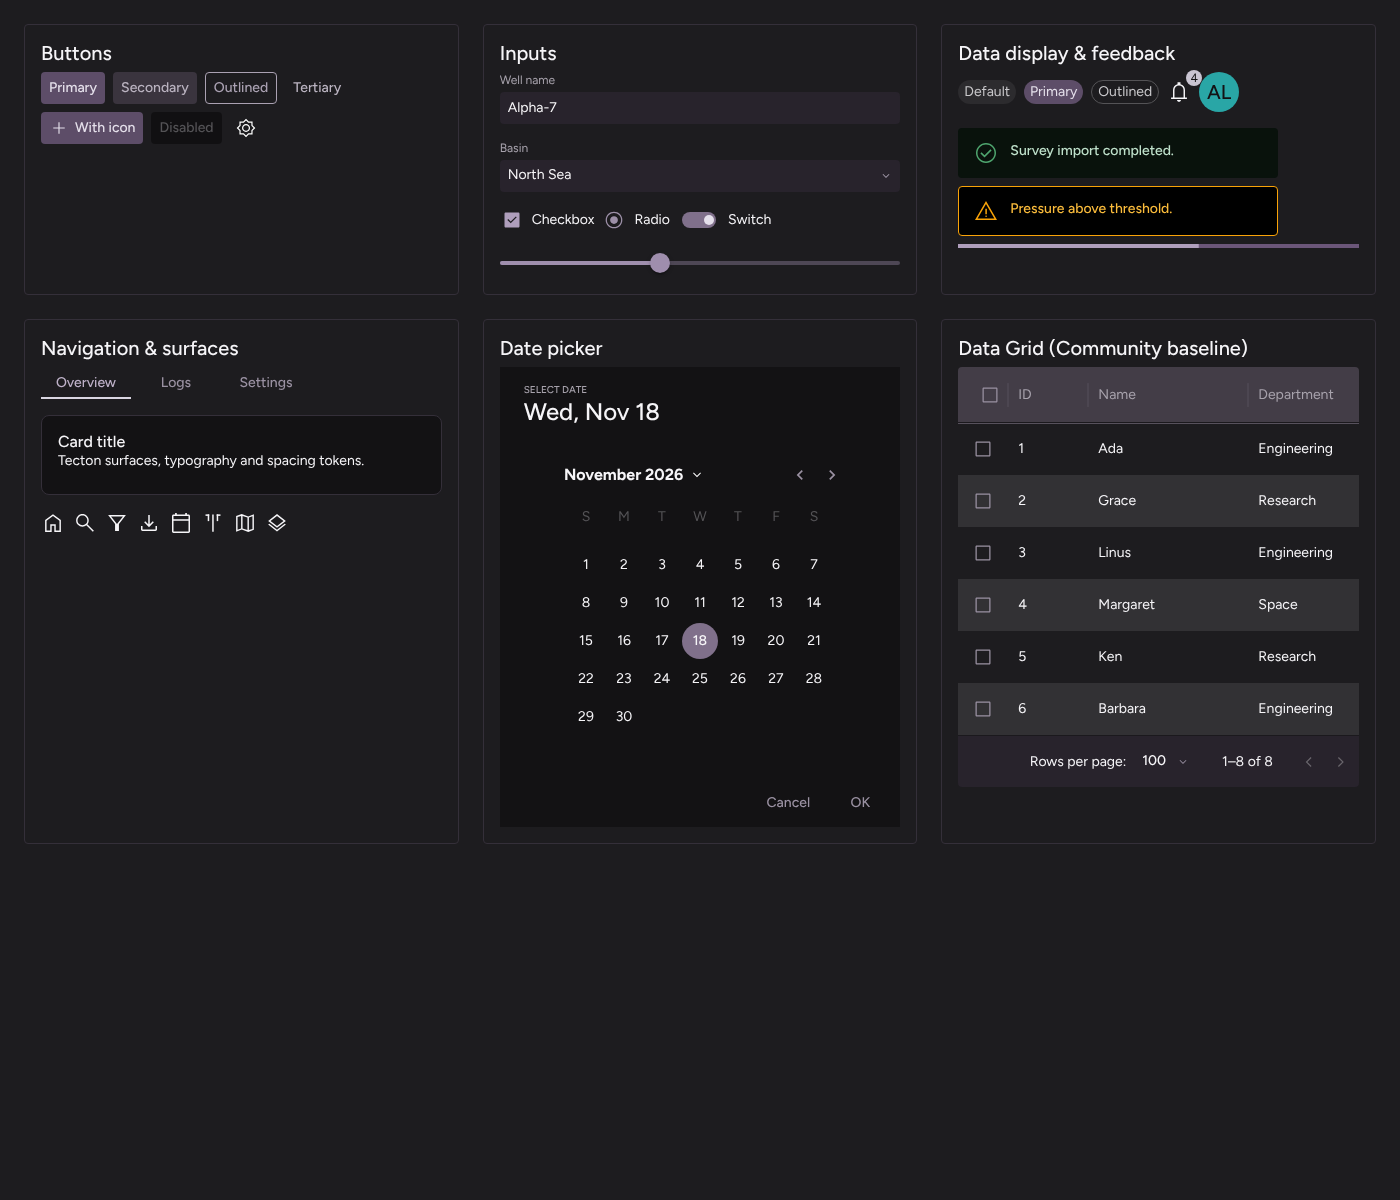 Buttons
Primary Secondary Outlined Tertiary
With icon Disabled
Inputs
Well name
Alpha-7
Basin
North Sea
Checkbox Radio Switch
Data display & feedback
Default Primary Outlined 4 AL
Survey import completed.
Pressure above threshold.
Navigation & surfaces
Overview Logs Settings
Card title
Tecton surfaces, typography and spacing tokens.
Date picker
SELECT DATE
Wed, Nov 18
November 2026
S M T W T F S
1 2 3 4 5 6 7
8 9 10 11 12 13 14
15 16 17 18 19 20 21
22 23 24 25 26 27 28
29 30
Cancel OK
Data Grid (Community baseline)
ID Name Department
1 Ada Engineering
2 Grace Research
3 Linus Engineering
4 Margaret Space
5 Ken Research
6 Barbara Engineering
Rows per page: 100 1–8 of 8